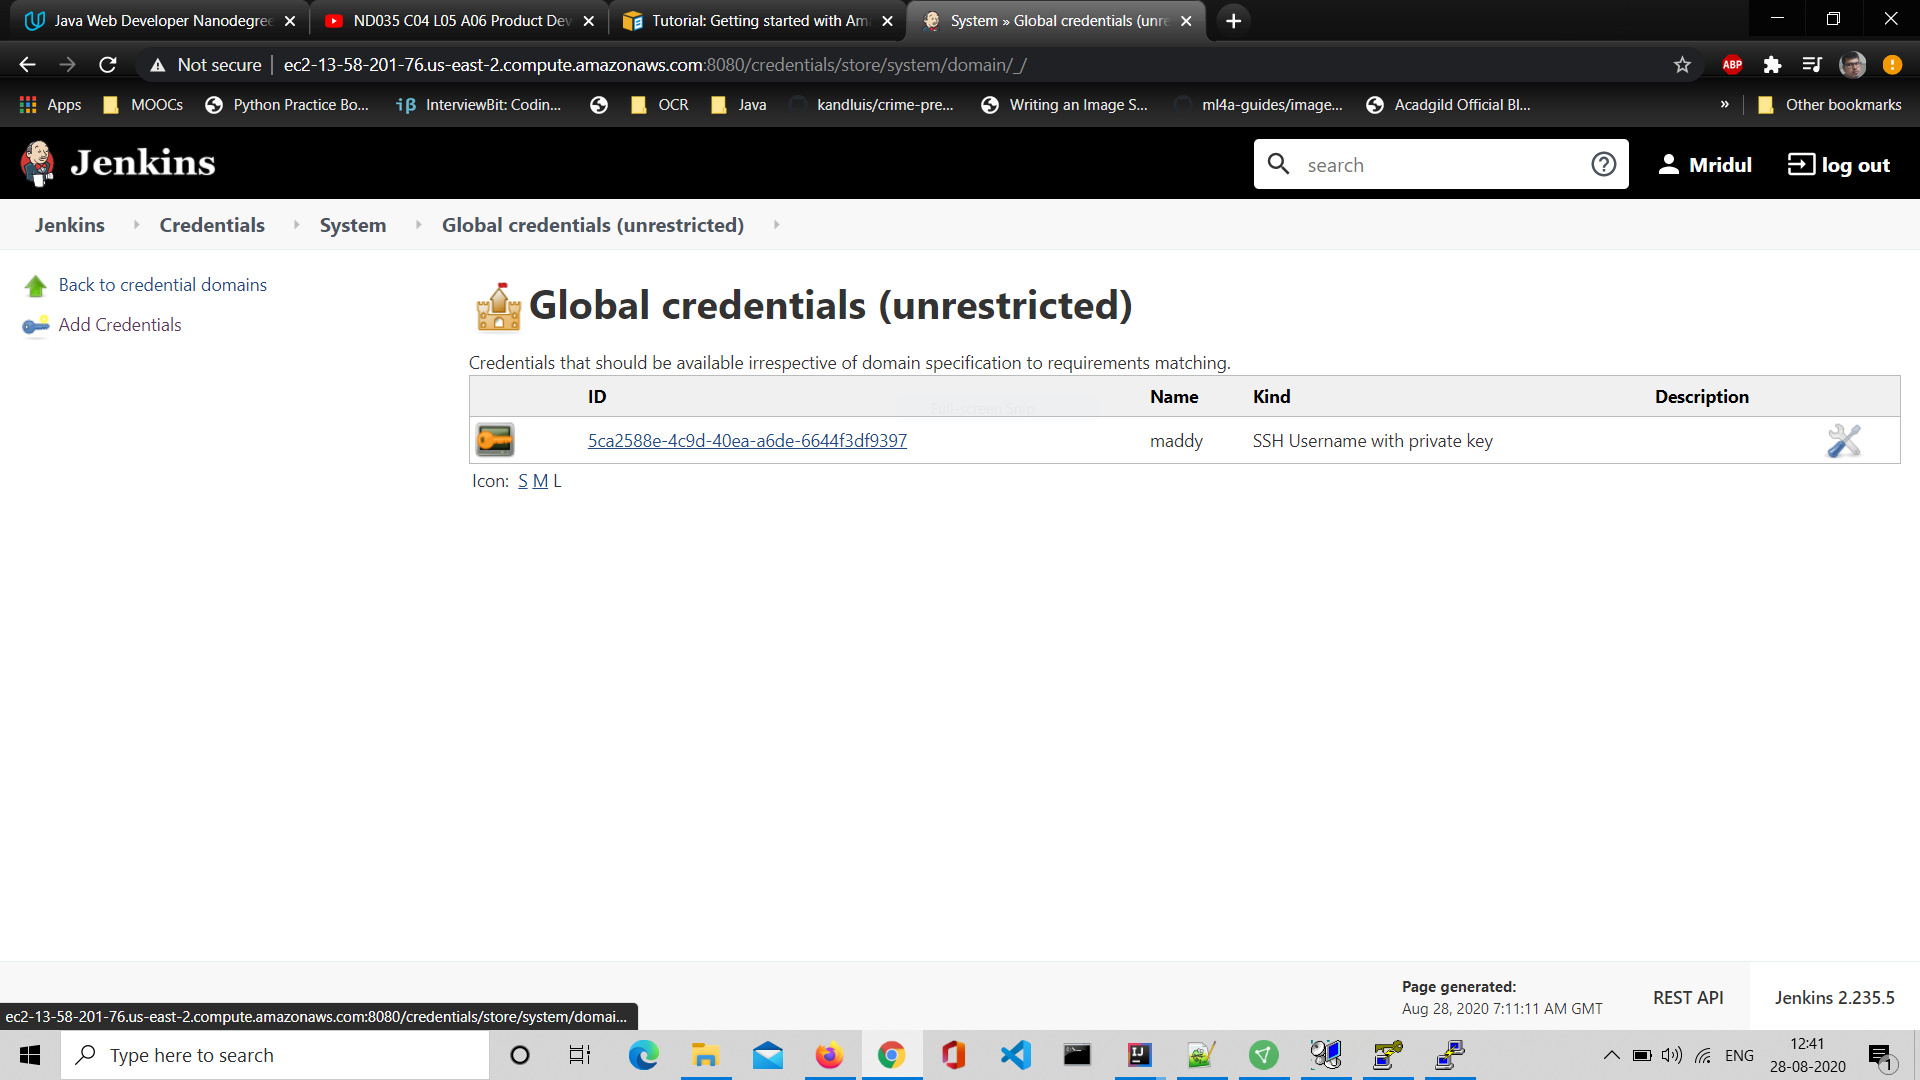 Java Web Developer Nanodegree
ND035 C04 L05 A06 Product Dev
Tutorial: Getting started with Ama
System » Global credentials (unre
Not secure
ec2-13-58-201-76.us-east-2.compute.amazonaws.com:8080/credentials/store/system/domain/_/
ABP
Apps
MOOCs
Python Practice Bo...
InterviewBit: Codin...
OCR
Java
kandluis/crime-pre...
Writing an Image S...
ml4a-guides/image...
Acadgild Official Bl...
»
Other bookmarks
Jenkins
search
Mridul
log out
Jenkins
Credentials
System
Global credentials (unrestricted)
Back to credential domains
Add Credentials
Global credentials (unrestricted)
Credentials that should be available irrespective of domain specification to requirements matching.
ID Name Kind Description
5ca2588e-4c9d-40ea-a6de-6644f3df9397 maddy SSH Username with private key
Icon: S M L
Page generated:
Aug 28, 2020 7:11:11 AM GMT
REST API
Jenkins 2.235.5
ec2-13-58-201-76.us-east-2.compute.amazonaws.com:8080/credentials/store/system/domai...
Type here to search
ENG
12:41
28-08-2020
1